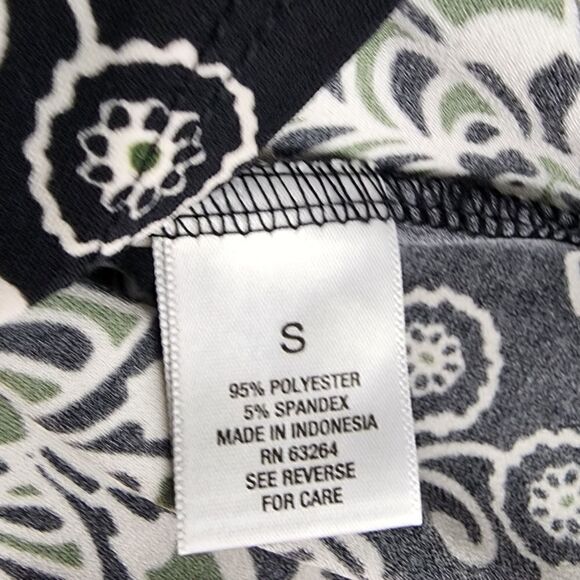 S
95% POLYESTER
5% SPANDEX
MADE IN INDONESIA
RN 63264
SEE REVERSE
FOR CARE